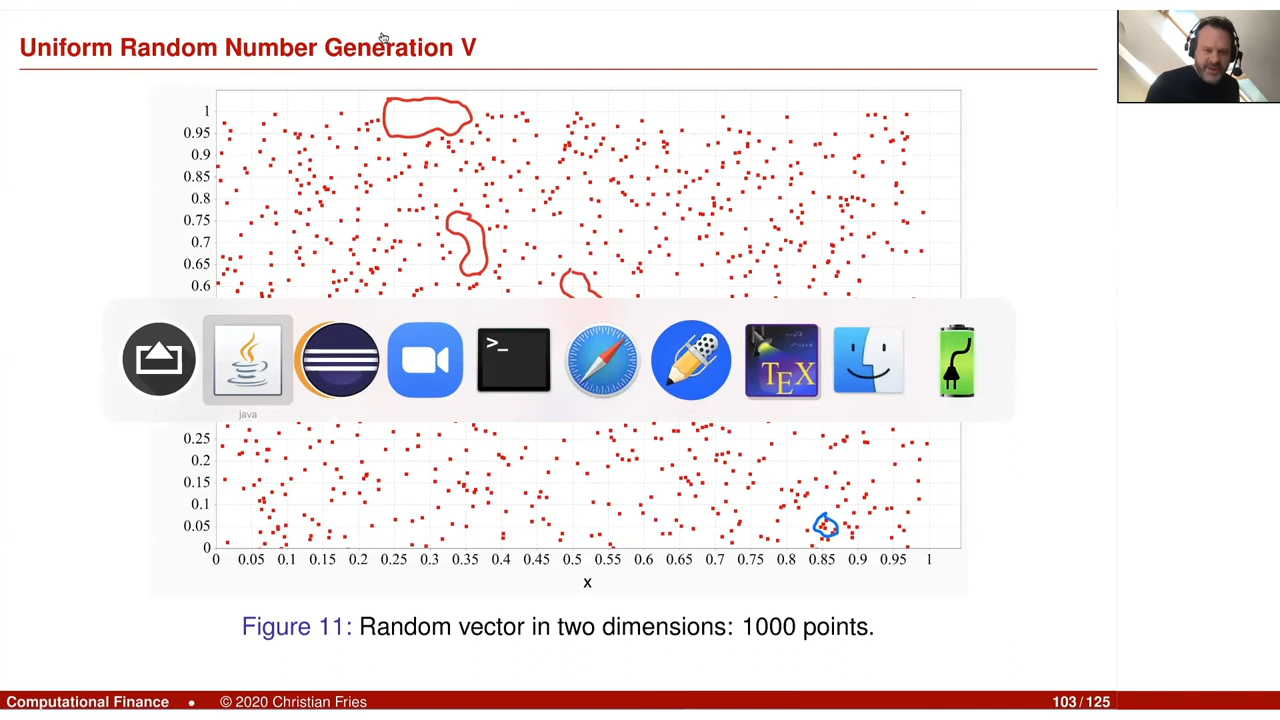 Uniform Random Number Generation V
1
0.95
0.9
0.85
0.8
0.75
0.7
0.65
0.6
>_
TEX
java
0.25
0.2
0.15
0.1
0.05
0
0 0.05 0.1 0.15 0.2 0.25 0.3 0.35 0.4 0.45 0.5 0.55 0.6 0.65 0.7 0.75 0.8 0.85 0.9 0.95 1
x
Figure 11: Random vector in two dimensions: 1000 points.
Computational Finance • © 2020 Christian Fries 103 / 125